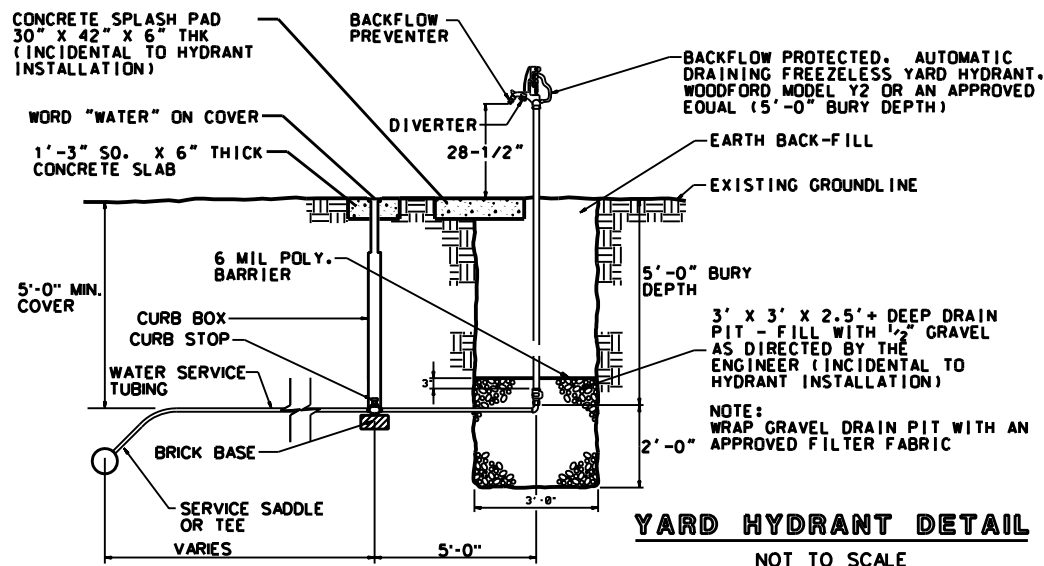 CONCRETE SPLASH PAD
30" X 42" X 6" THK
(INCIDENTAL TO HYDRANT
INSTALLATION)
BACKFLOW
PREVENTER
BACKFLOW PROTECTED. AUTOMATIC
DRAINING FREEZELESS YARD HYDRANT.
WOODFORD MODEL Y2 OR AN APPROVED
EQUAL (5'-0" BURY DEPTH)
WORD "WATER" ON COVER
DIVERTER
28-1/2"
EARTH BACK-FILL
1'-3" SQ. X 6" THICK
CONCRETE SLAB
EXISTING GROUNDLINE
6 MIL POLY.
BARRIER
5'-0" BURY
DEPTH
5'-0" MIN.
COVER
CURB BOX
CURB STOP
3' X 3' X 2.5'+ DEEP DRAIN
PIT - FILL WITH 1/2" GRAVEL
AS DIRECTED BY THE
ENGINEER (INCIDENTAL TO
HYDRANT INSTALLATION)
WATER SERVICE
TUBING
3"
NOTE:
WRAP GRAVEL DRAIN PIT WITH AN
APPROVED FILTER FABRIC
2'-0"
BRICK BASE
3'-0"
SERVICE SADDLE
OR TEE
VARIES
5'-0"
YARD HYDRANT DETAIL
NOT TO SCALE